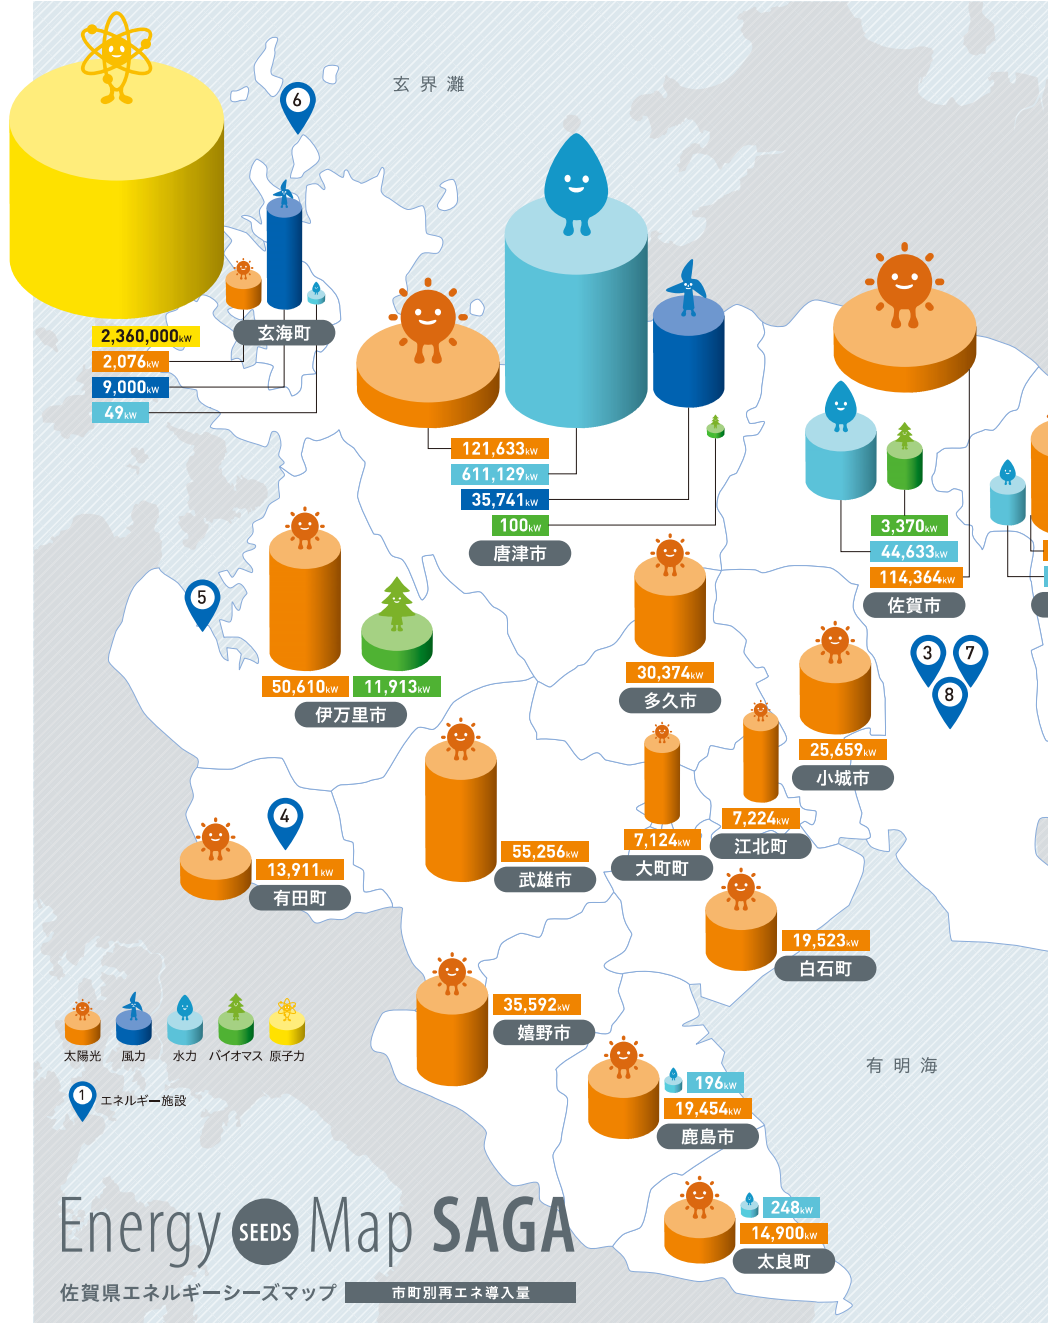 玄界灘
6
2,360,000kW
2,076kW
9,000kW
49kW
玄海町
121,633kW
611,129kW
35,741kW
100kW
唐津市
3,370kW
44,633kW
114,364kW
佐賀市
5
50,610kW
11,913kW
伊万里市
30,374kW
多久市
3
7
8
25,659kW
小城市
4
13,911kW
有田町
55,256kW
武雄市
7,124kW
大町町
7,224kW
江北町
19,523kW
白石町
35,592kW
嬉野市
太陽光
風力
水力
バイオマス
原子力
1
エネルギー施設
有明海
196kW
19,454kW
鹿島市
248kW
14,900kW
太良町
Energy SEEDS Map SAGA
佐賀県エネルギーシーズマップ 市町別再エネ導入量